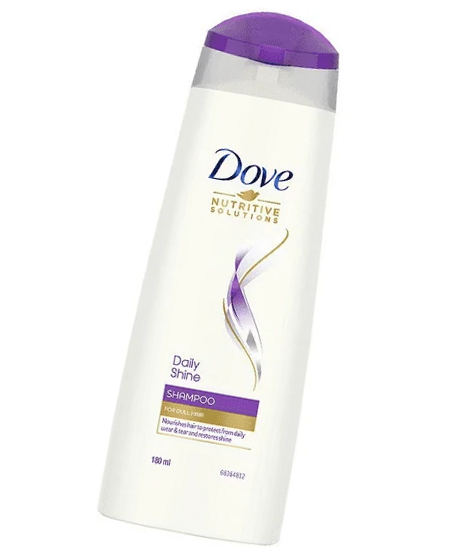 Dove
NUTRITIVE
SOLUTIONS
Daily
Shine
SHAMPOO
FOR DULL HAIR
Nourishes hair to protect from daily
wear & tear and restores shine
180 ml
68364812